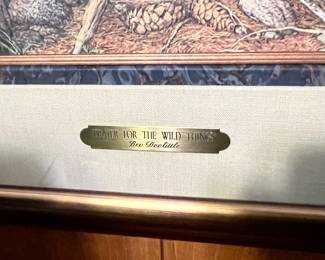 PRAYER FOR THE WILD THINGS
Bev Doolittle